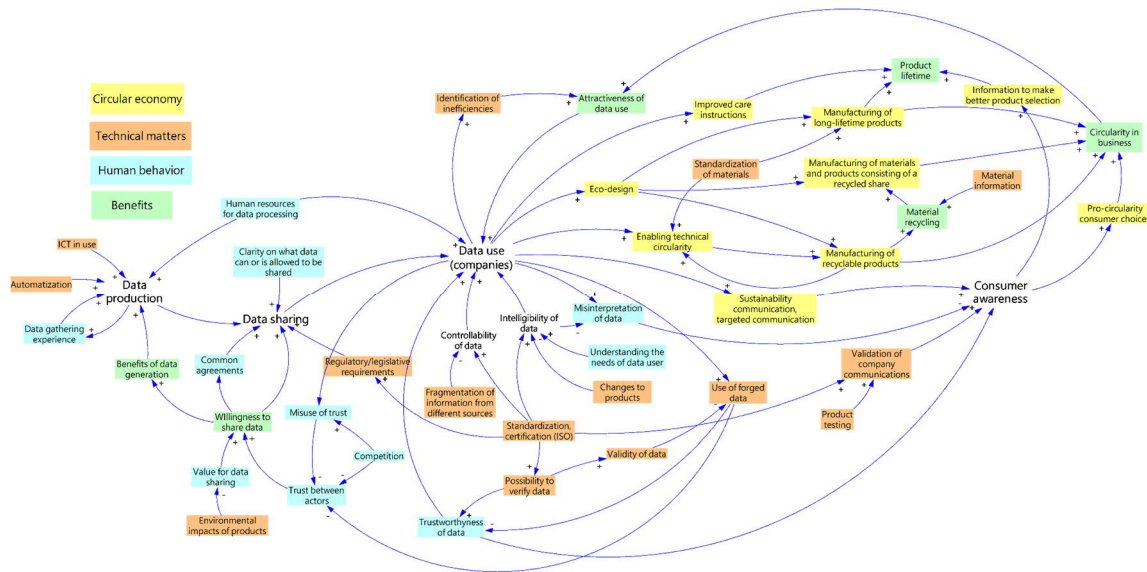 Circular economy
Technical matters
Human behavior
Benefits
Identification of
inefficiencies
Attractiveness of
data use
Improved care
instructions
Product
lifetime
Information to make
better product selection
Manufacturing of
long-lifetime products
Circularity in
business
Standardization
of materials
Manufacturing of materials
and products consisting of a
recycled share
Material
information
Eco-design
Human resources
for data processing
Material
recycling
Pro-circularity
consumer choice
ICT in use
Clarity on what data
can or is allowed to be
shared
Data use
(companies)
Enabling technical
circularity
Manufacturing of
recyclable products
Automatization
Data
production
Consumer
awareness
Data sharing
Sustainability
communication,
targeted communication
Misinterpretation
of data
Intelligibility of
data
Data gathering
experience
Controllability
of data
Common
agreements
Benefits of data
generation
Regulatory/legislative
requirements
Understanding the
needs of data user
Validation of
company
communications
Fragmentation of
information from
different sources
Changes to
products
Use of forged
data
Willingness to
share data
Misuse of trust
Standardization,
certification (ISO)
Product
testing
Competition
Validity of data
Value for data
sharing
Trust between
actors
Possibility to
verify data
Environmental
impacts of products
Trustworthyness
of data